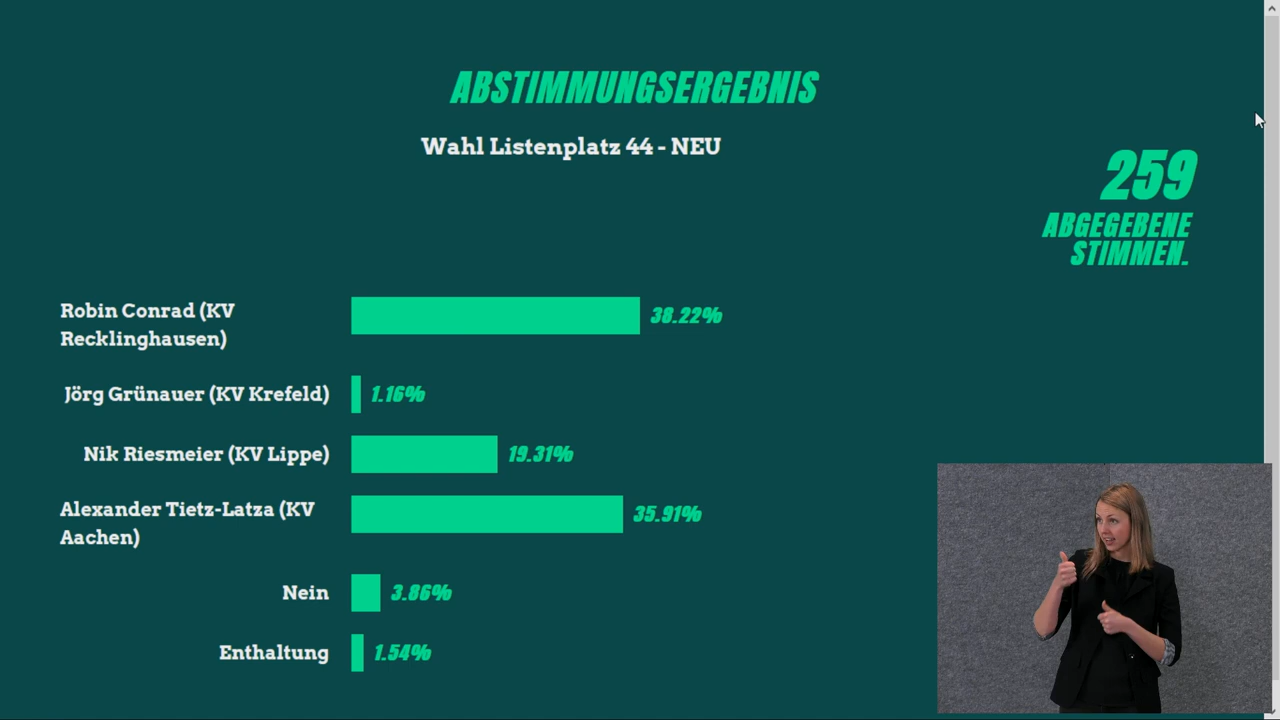 ABSTIMMUNGSERGEBNIS
Wahl Listenplatz 44 - NEU
259
ABGEGEBENE
STIMMEN.
Robin Conrad (KV
Recklinghausen)
38.22%
Jörg Grünauer (KV Krefeld)
1.16%
Nik Riesmeier (KV Lippe)
19.31%
Alexander Tietz-Latza (KV
Aachen)
35.91%
Nein
3.86%
Enthaltung
1.54%